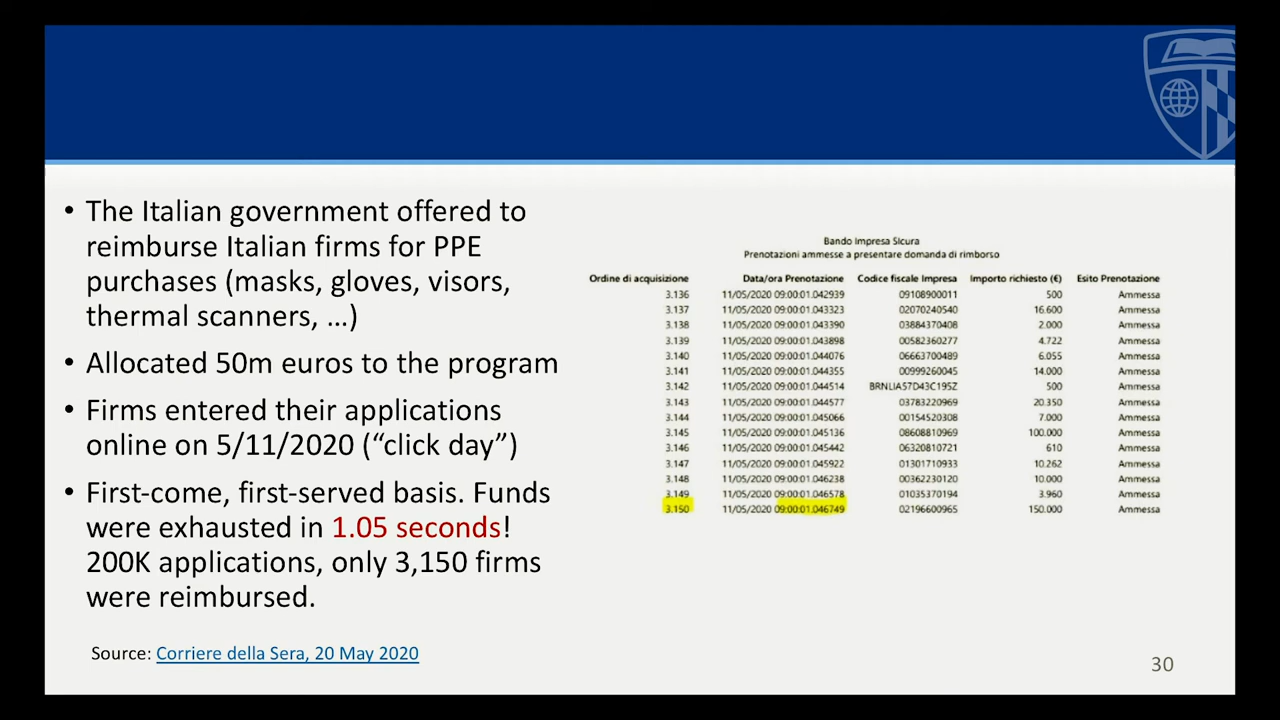 • The Italian government offered to
reimburse Italian firms for PPE
purchases (masks, gloves, visors,
thermal scanners, …)
• Allocated 50m euros to the program
• Firms entered their applications
online on 5/11/2020 (“click day”)
• First-come, first-served basis. Funds
were exhausted in 1.05 seconds!
200K applications, only 3,150 firms
were reimbursed.
Source: Corriere della Sera, 20 May 2020
Bando Impresa Sicura
Prenotazioni ammesse a presentare domanda di rimborso
Ordine di acquisizione Data/ora Prenotazione Codice fiscale Impresa Importo richiesto (€) Esito Prenotazione
3.136 11/05/2020 09:00:01.042939 09108900011 500 Ammessa
3.137 11/05/2020 09:00:01.043323 02070240540 16.600 Ammessa
3.138 11/05/2020 09:00:01.043390 03884370408 2.000 Ammessa
3.139 11/05/2020 09:00:01.043898 00582360277 4.722 Ammessa
3.140 11/05/2020 09:00:01.044076 06663700489 6.055 Ammessa
3.141 11/05/2020 09:00:01.044355 00999260045 14.000 Ammessa
3.142 11/05/2020 09:00:01.044514 BRNLIA57D43C195Z 500 Ammessa
3.143 11/05/2020 09:00:01.044577 03783220969 20.350 Ammessa
3.144 11/05/2020 09:00:01.045066 00154520308 7.000 Ammessa
3.145 11/05/2020 09:00:01.045136 08608810969 100.000 Ammessa
3.146 11/05/2020 09:00:01.045442 06320810721 610 Ammessa
3.147 11/05/2020 09:00:01.045922 01301710933 10.262 Ammessa
3.148 11/05/2020 09:00:01.046238 00362230120 10.000 Ammessa
3.149 11/05/2020 09:00:01.046578 01035370194 3.960 Ammessa
3.150 11/05/2020 09:00:01.046749 02196600965 150.000 Ammessa
30